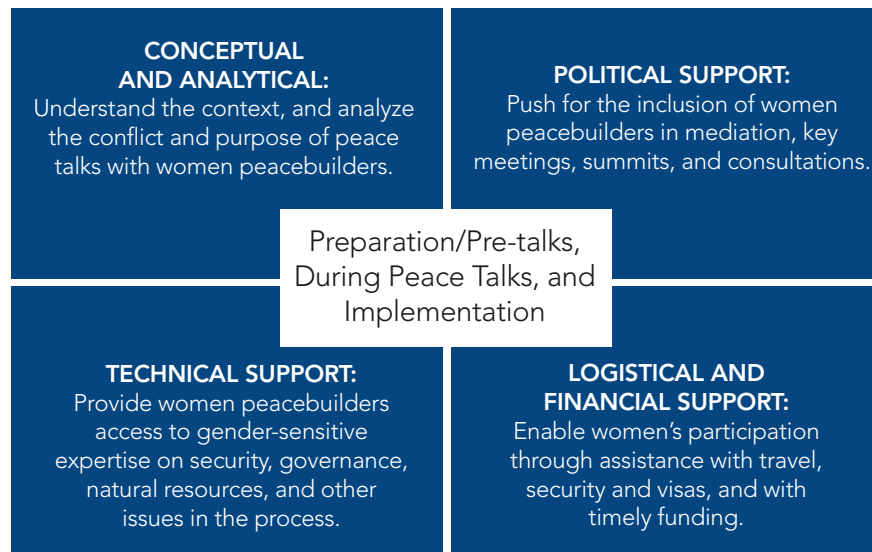 CONCEPTUAL
AND ANALYTICAL:
Understand the context, and analyze
the conflict and purpose of peace
talks with women peacebuilders.
POLITICAL SUPPORT:
Push for the inclusion of women
peacebuilders in mediation, key
meetings, summits, and consultations.
Preparation/Pre-talks,
During Peace Talks, and
Implementation
TECHNICAL SUPPORT:
Provide women peacebuilders
access to gender-sensitive
expertise on security, governance,
natural resources, and other
issues in the process.
LOGISTICAL AND
FINANCIAL SUPPORT:
Enable women’s participation
through assistance with travel,
security and visas, and with
timely funding.